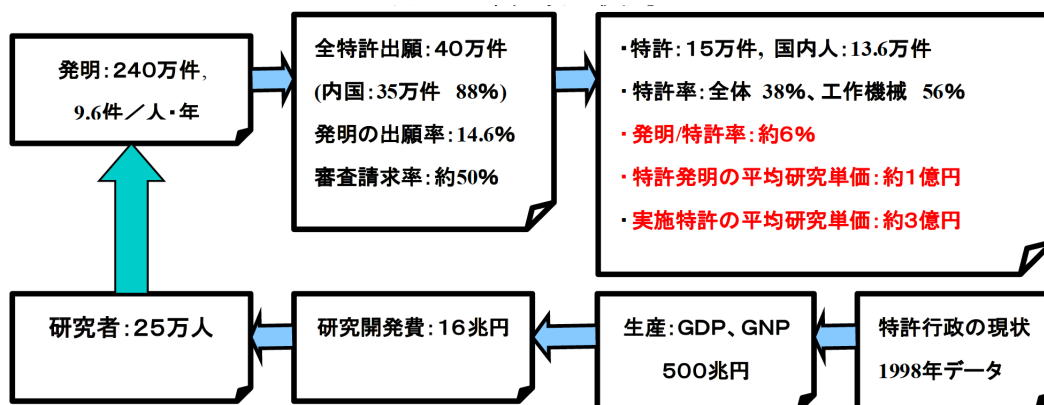 発明：２４０万件，
9.6件／人・年
全特許出願：４０万件
(内国：35万件 88%)
発明の出願率：14.6%
審査請求率：約50%
・特許：１５万件，国内人：13.6万件
・特許率：全体 38%、工作機械 56%
・発明/特許率：約６％
・特許発明の平均研究単価：約１億円
・実施特許の平均研究単価：約３億円
研究者：２５万人
研究開発費：１６兆円
生産：ＧＤＰ、ＧＮＰ
５００兆円
特許行政の現状
1998年データ